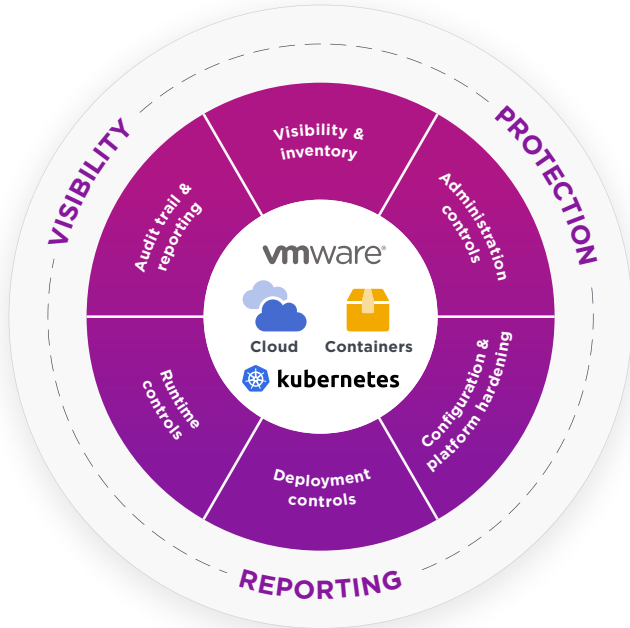 VISIBILITY
PROTECTION
REPORTING
Visibility &
inventory
Administration
controls
Configuration &
platform hardening
Deployment
controls
Runtime
controls
Audit trail &
reporting
vmware®
Cloud
Containers
kubernetes